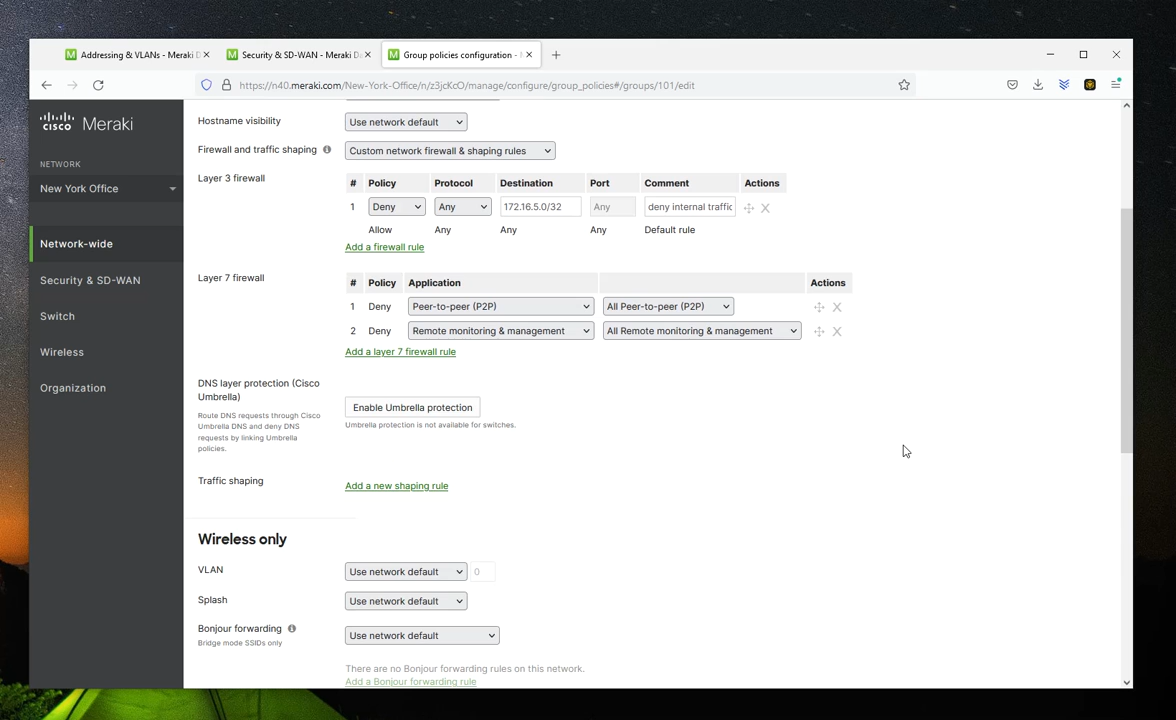 Addressing & VLANs - Meraki D
Security & SD-WAN - Meraki Da
Group policies configuration -
https://n40.meraki.com/New-York-Office/n/z3jcKcO/manage/configure/group_policies#/groups/101/edit
cisco Meraki
NETWORK
New York Office
Network-wide
Security & SD-WAN
Switch
Wireless
Organization
Hostname visibility
Use network default
Firewall and traffic shaping
Custom network firewall & shaping rules
Layer 3 firewall
# Policy Protocol Destination Port Comment Actions
1 Deny Any 172.16.5.0/32 Any deny internal traffic
Allow Any Any Any Default rule
Add a firewall rule
Layer 7 firewall
# Policy Application Actions
1 Deny Peer-to-peer (P2P) All Peer-to-peer (P2P) X
2 Deny Remote monitoring & management All Remote monitoring & management X
Add a layer 7 firewall rule
DNS layer protection (Cisco
Umbrella)
Route DNS requests through Cisco
Umbrella DNS and deny DNS
requests by linking Umbrella
policies.
Enable Umbrella protection
Umbrella protection is not available for switches.
Traffic shaping
Add a new shaping rule
Wireless only
VLAN
Use network default 0
Splash
Use network default
Bonjour forwarding
Bridge mode SSIDs only
Use network default
There are no Bonjour forwarding rules on this network.
Add a Bonjour forwarding rule